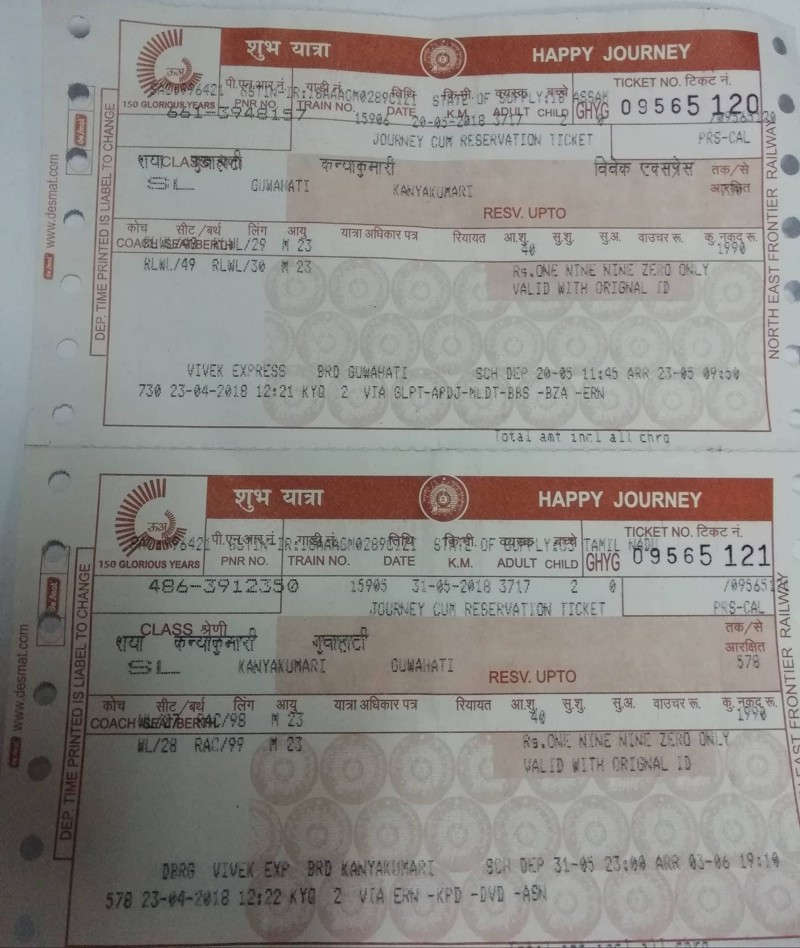 शुभ यात्रा
HAPPY JOURNEY
150 GLORIOUS YEARS
पी.एन.आर.नं. गाड़ी नं. तिथि कि.मी. वयस्क बच्चे
PNR NO. TRAIN NO. DATE K.M. ADULT CHILD
TICKET NO. टिकट नं.
GHYG 09565 120
STATE OF SUPPLY:18 ASSAM
661-3948157 15906 20-05-2018 3717 2 0
JOURNEY CUM RESERVATION TICKET
PRS-CAL
शया गुवाहाटी कन्याकुमारी विवेक एक्सप्रेस
CLASS
तक/से
आरक्षित
SL GUWAHATI KANYAKUMARI
RESV. UPTO
कोच सीट/बर्थ लिंग आयु यात्रा अधिकार पत्र रियायत आ.शु. सु.शु. सु.अ. वाउचर रू. कु. नकद रू.
COACH SEAT/BERTH
RLWL/29 M 23
40 1990
RLWL/49 RLWL/30 M 23
Rs.ONE NINE NINE ZERO ONLY
VALID WITH ORIGNAL ID
VIVEK EXPRESS BRD GUWAHATI SCH DEP 20-05 11:45 ARR 23-05 09:50
730 23-04-2018 12:21 KYQ 2 VIA GLPT-APDJ-MLDT-BBS -BZA -ERN
Total amt incl all chrg
DEP. TIME PRINTED IS LIABEL TO CHANGE
www.desmat.com
NORTH EAST FRONTIER RAILWAY
शुभ यात्रा
HAPPY JOURNEY
150 GLORIOUS YEARS
पी.एन.आर.नं. गाड़ी नं. तिथि कि.मी. वयस्क बच्चे
PNR NO. TRAIN NO. DATE K.M. ADULT CHILD
TICKET NO. टिकट नं.
GHYG 09565 121
STATE OF SUPPLY:33 TAMIL NADU
486-3912350 15905 31-05-2018 3717 2 0
JOURNEY CUM RESERVATION TICKET
PRS-CAL
CLASS श्रेणी
शया कन्याकुमारी गुवाहाटी
तक/से
आरक्षित
578
SL KANYAKUMARI GUWAHATI
RESV. UPTO
कोच सीट/बर्थ लिंग आयु यात्रा अधिकार पत्र रियायत आ.शु. सु.शु. सु.अ. वाउचर रू. कु. नकद रू.
COACH SEAT/BERTH
RAC/98 M 23
40 1990
WL/28 RAC/99 M 23
Rs.ONE NINE NINE ZERO ONLY
VALID WITH ORIGNAL ID
DBRG VIVEK EXP BRD KANYAKUMARI SCH DEP 31-05 23:00 ARR 03-06 19:10
578 23-04-2018 12:22 KYQ 2 VIA ERN -KPD -DVD -ASN
DEP. TIME PRINTED IS LIABEL TO CHANGE
www.desmat.com
EAST FRONTIER RAILWAY